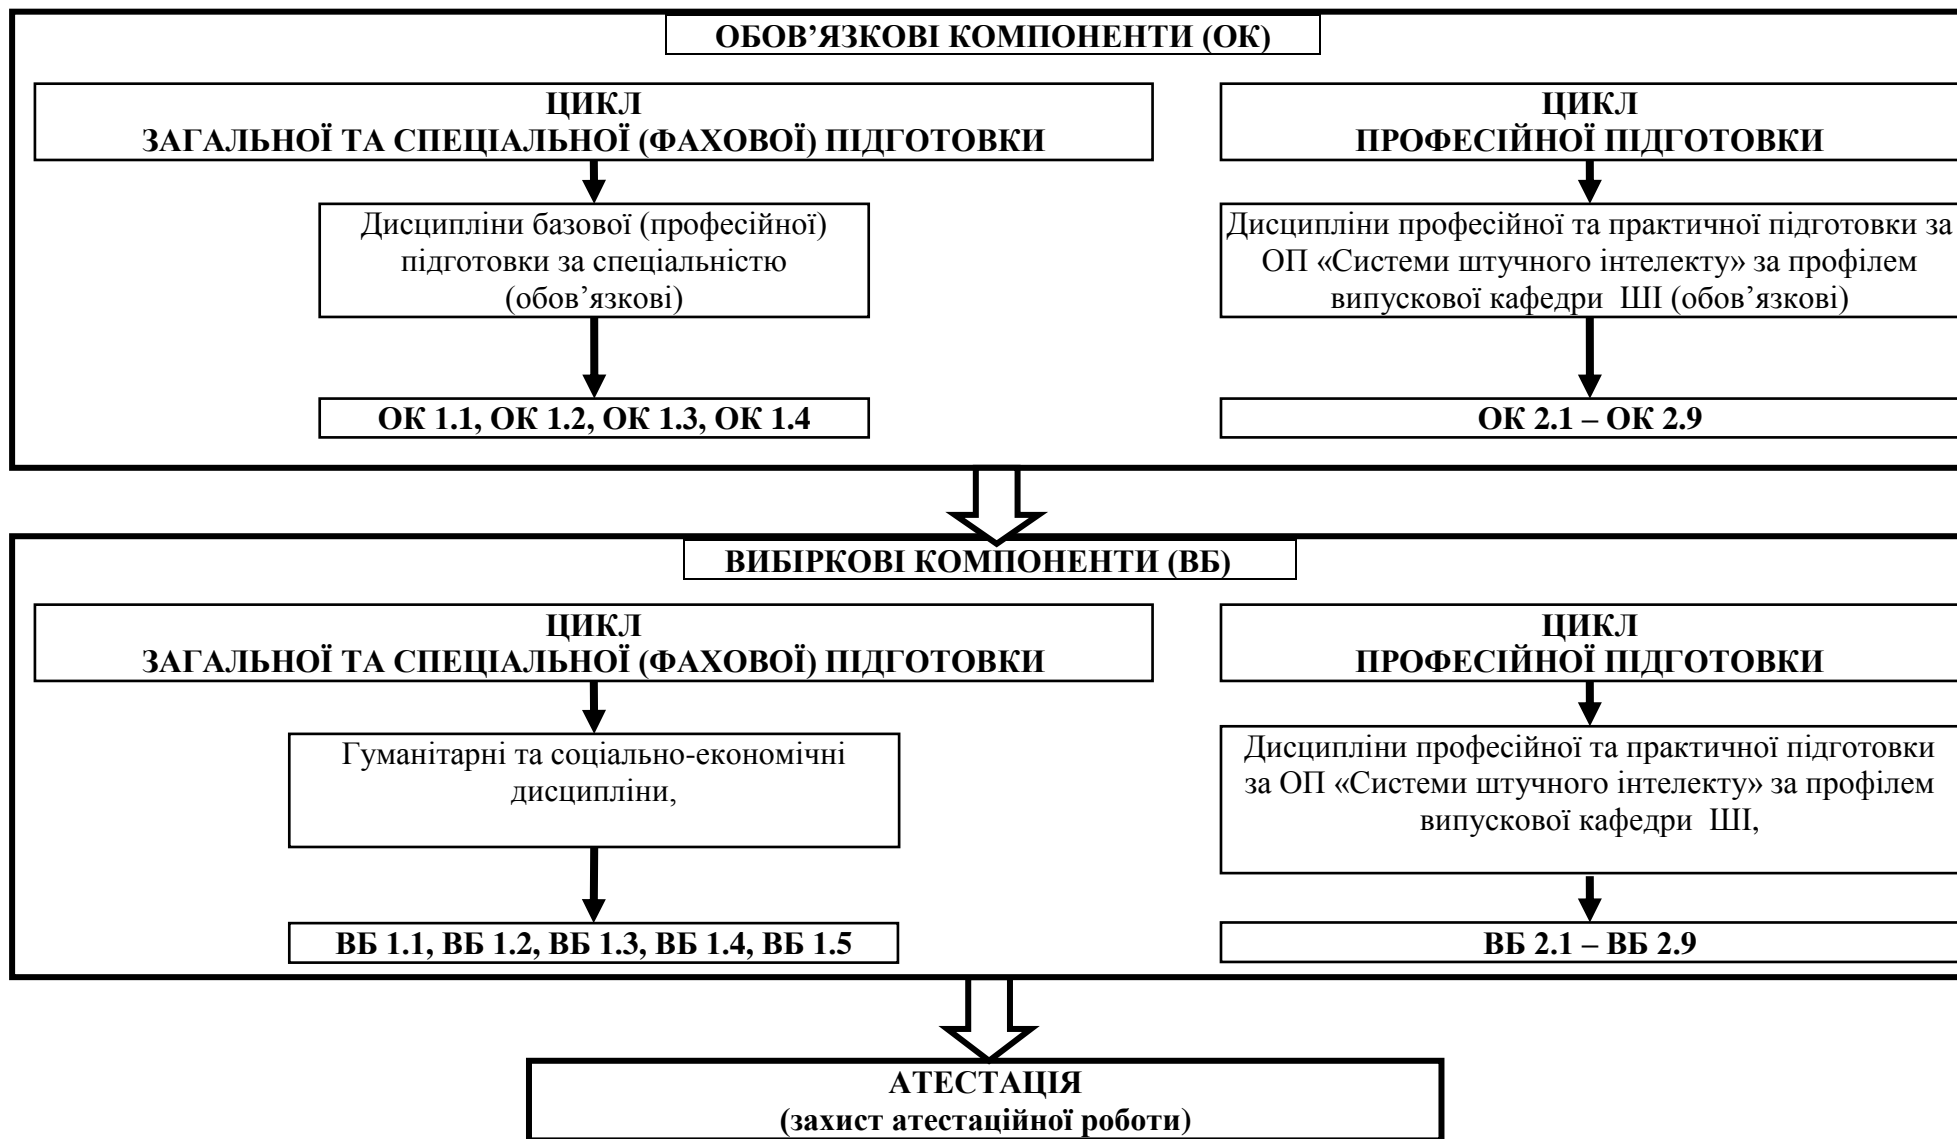 ОБОВ’ЯЗКОВІ КОМПОНЕНТИ (ОК)
ЦИКЛ
ЗАГАЛЬНОЇ ТА СПЕЦІАЛЬНОЇ (ФАХОВОЇ) ПІДГОТОВКИ
Дисципліни базової (професійної)
підготовки за спеціальністю
(обов’язкові)
ОК 1.1, ОК 1.2, ОК 1.3, ОК 1.4
ЦИКЛ
ПРОФЕСІЙНОЇ ПІДГОТОВКИ
Дисципліни професійної та практичної підготовки за
ОП «Системи штучного інтелекту» за профілем
випускової кафедри ШІ (обов’язкові)
ОК 2.1 – ОК 2.9
ВИБІРКОВІ КОМПОНЕНТИ (ВБ)
ЦИКЛ
ЗАГАЛЬНОЇ ТА СПЕЦІАЛЬНОЇ (ФАХОВОЇ) ПІДГОТОВКИ
Гуманітарні та соціально-економічні
дисципліни,
ВБ 1.1, ВБ 1.2, ВБ 1.3, ВБ 1.4, ВБ 1.5
ЦИКЛ
ПРОФЕСІЙНОЇ ПІДГОТОВКИ
Дисципліни професійної та практичної підготовки
за ОП «Системи штучного інтелекту» за профілем
випускової кафедри ШІ,
ВБ 2.1 – ВБ 2.9
АТЕСТАЦІЯ
(захист атестаційної роботи)